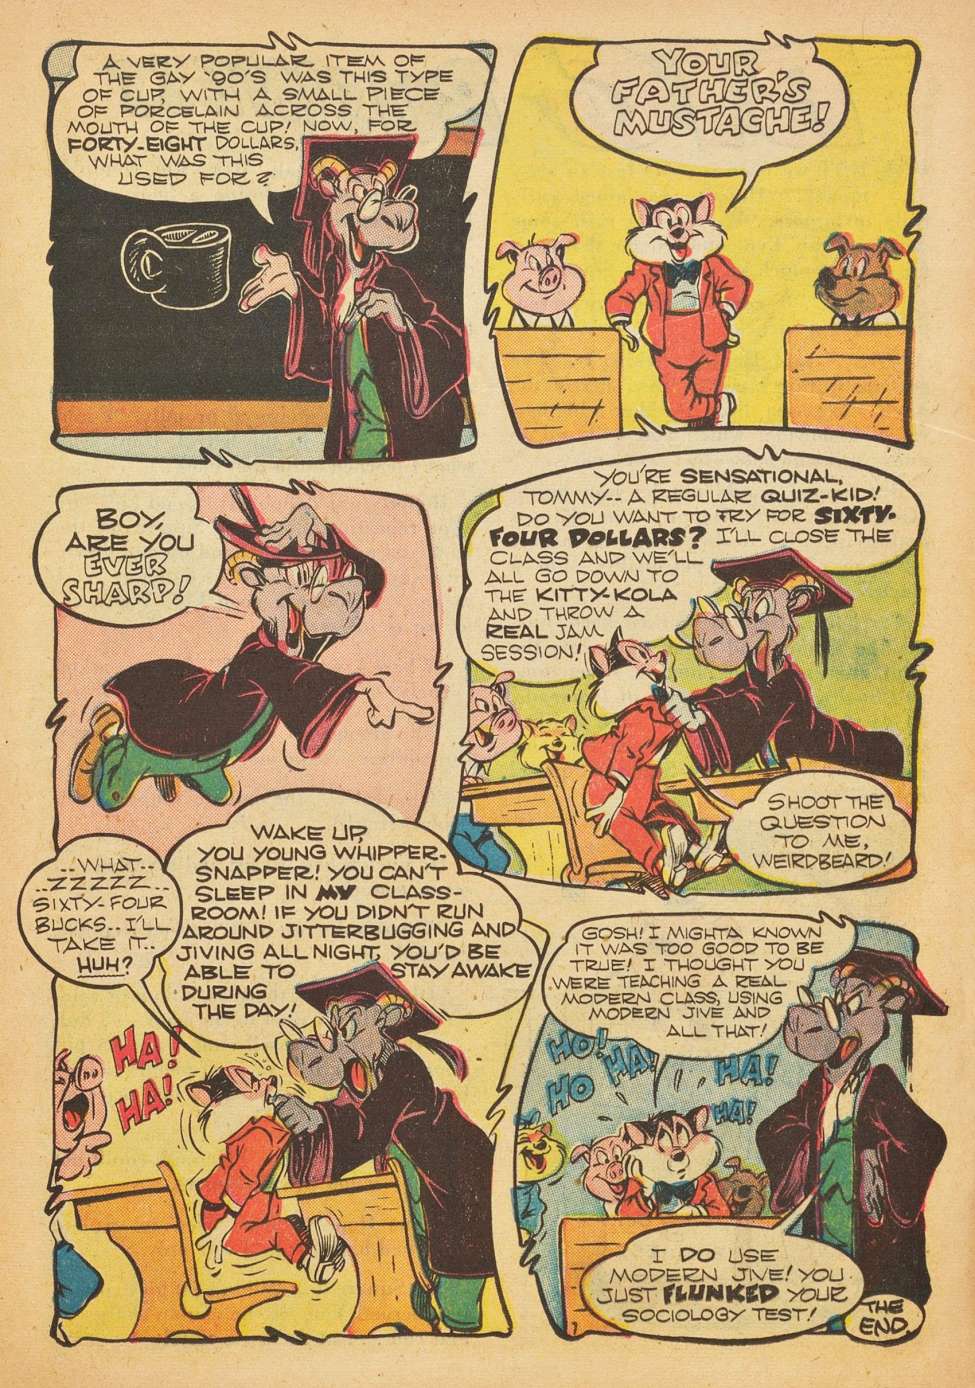 A VERY POPULAR ITEM OF
THE GAY '90'S WAS THIS TYPE
OF CUP, WITH A SMALL PIECE
OF PORCELAIN ACROSS THE
MOUTH OF THE CUP! NOW, FOR
FORTY-EIGHT DOLLARS,
WHAT WAS THIS
USED FOR?
YOUR
FATHER'S
MUSTACHE!
BOY,
ARE YOU
EVER
SHARP!
YOU'RE SENSATIONAL,
TOMMY-- A REGULAR QUIZ-KID!
DO YOU WANT TO TRY FOR SIXTY-
FOUR DOLLARS? I'LL CLOSE THE
CLASS AND WE'LL
ALL GO DOWN TO
THE KITTY-KOLA
AND THROW A
REAL JAM
SESSION!
SHOOT THE
QUESTION
TO ME,
WEIRDBEARD!
..WHAT..
..ZZZZZ..
SIXTY-FOUR
BUCKS.. I'LL
TAKE IT..
HUH?
WAKE UP,
YOU YOUNG WHIPPER-
SNAPPER! YOU CAN'T
SLEEP IN MY CLASS-
ROOM! IF YOU DIDN'T RUN
AROUND JITTERBUGGING AND
JIVING ALL NIGHT, YOU'D BE
ABLE TO STAY AWAKE
DURING
THE DAY!
HA!
HA!
GOSH! I MIGHTA KNOWN
IT WAS TOO GOOD TO BE
TRUE! I THOUGHT YOU
WERE TEACHING A REAL
MODERN CLASS, USING
MODERN JIVE AND
ALL THAT!
HO!
HO
HA!
HA!
HA!
I DO USE
MODERN JIVE! YOU
JUST FLUNKED YOUR
SOCIOLOGY TEST!
THE
END.